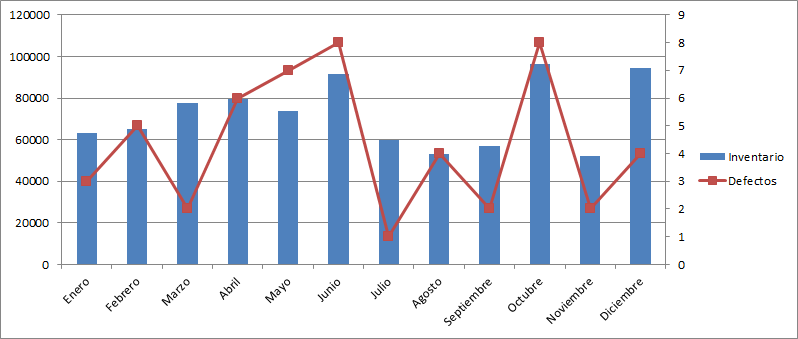 120000
100000
80000
60000
40000
20000
0
9
8
7
6
5
4
3
2
1
0
Enero
Febrero
Marzo
Abril
Mayo
Junio
Julio
Agosto
Septiembre
Octubre
Noviembre
Diciembre
Inventario
Defectos